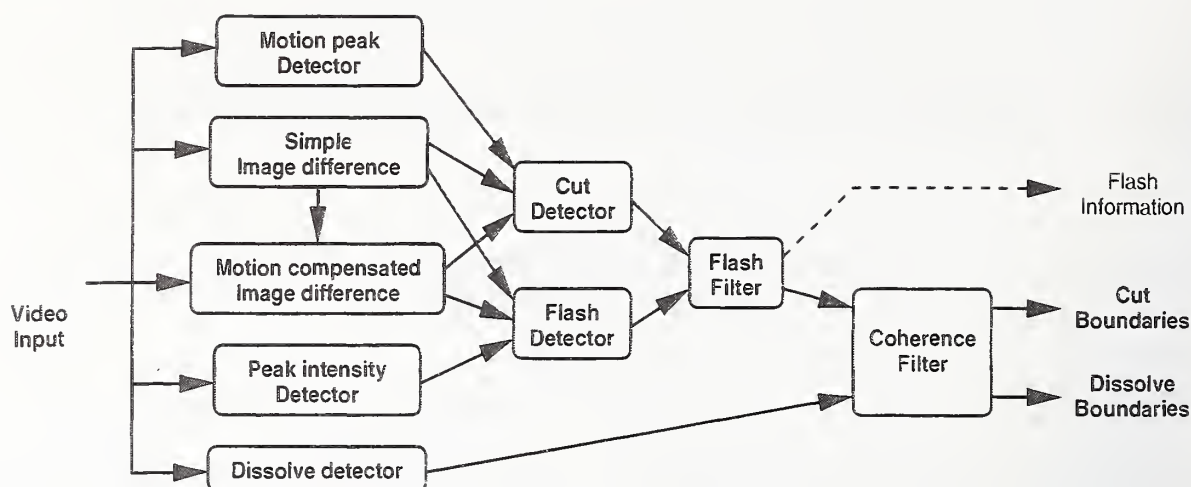 Motion peak
Detector
Simple
Image difference
Motion compensated
Image difference
Peak intensity
Detector
Dissolve detector
Video
Input
Cut
Detector
Flash
Detector
Flash
Filter
Coherence
Filter
Flash
Information
Cut
Boundaries
Dissolve
Boundaries